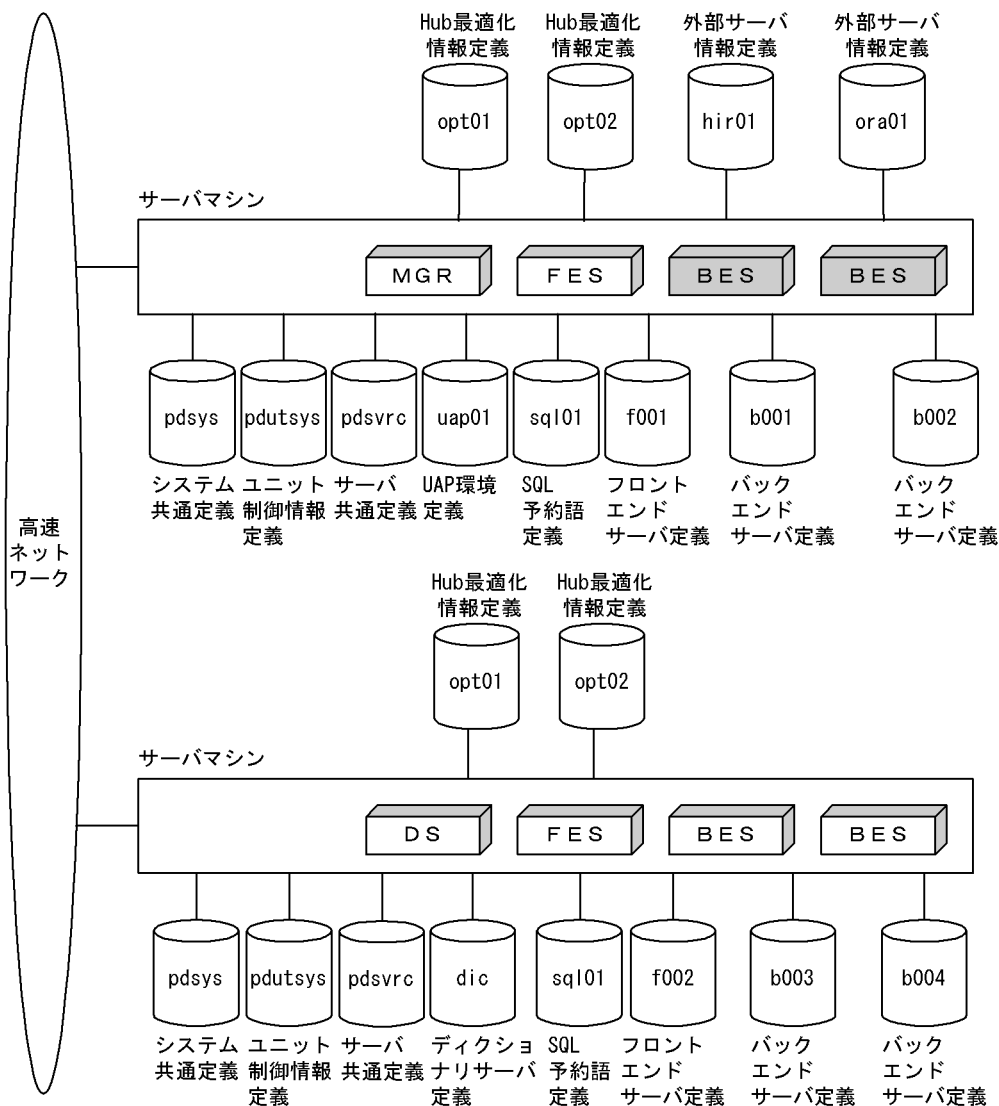 Hub最適化
情報定義
Hub最適化
情報定義
外部サーバ
情報定義
外部サーバ
情報定義
opt01
opt02
hir01
ora01
サーバマシン
MGR
FES
BES
BES
pdsys
pdutsys
pdsvrc
uap01
sql01
f001
b001
b002
システム
共通定義
ユニット
制御情報
定義
サーバ
共通定義
UAP環境
定義
SQL
予約語
定義
フロント
エンド
サーバ定義
バック
エンド
サーバ定義
バック
エンド
サーバ定義
高速
ネット
ワーク
Hub最適化
情報定義
Hub最適化
情報定義
opt01
opt02
サーバマシン
DS
FES
BES
BES
pdsys
pdutsys
pdsvrc
dic
sql01
f002
b003
b004
システム
共通定義
ユニット
制御情報
定義
サーバ
共通定義
ディクショ
ナリサーバ
定義
SQL
予約語
定義
フロント
エンド
サーバ定義
バック
エンド
サーバ定義
バック
エンド
サーバ定義